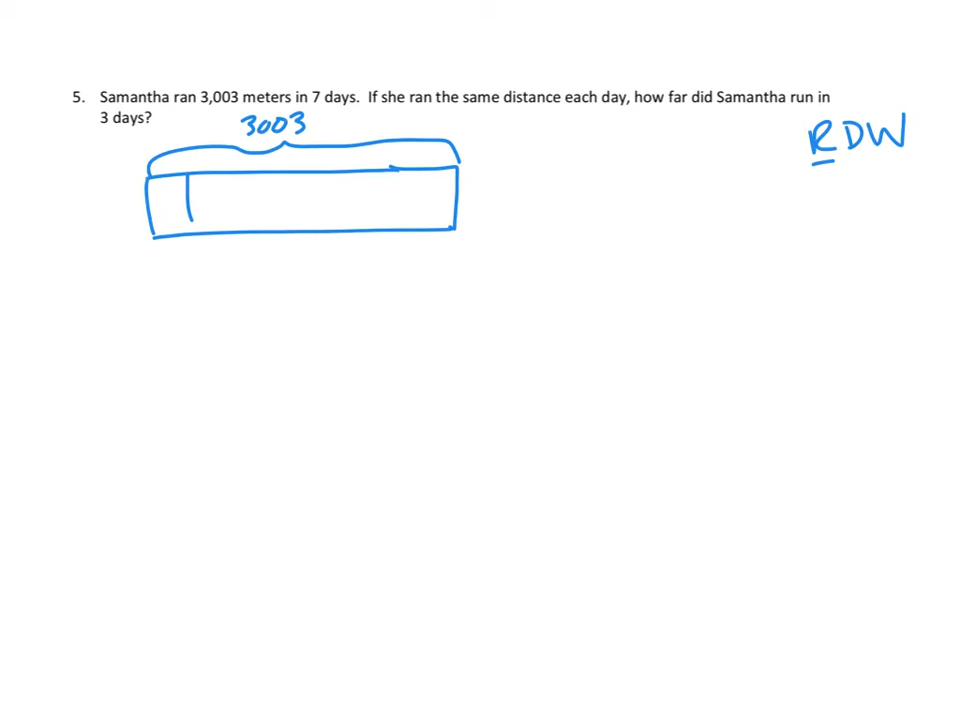 5. Samantha ran 3,003 meters in 7 days. If she ran the same distance each day, how far did Samantha run in
3 days?
3003
RDW